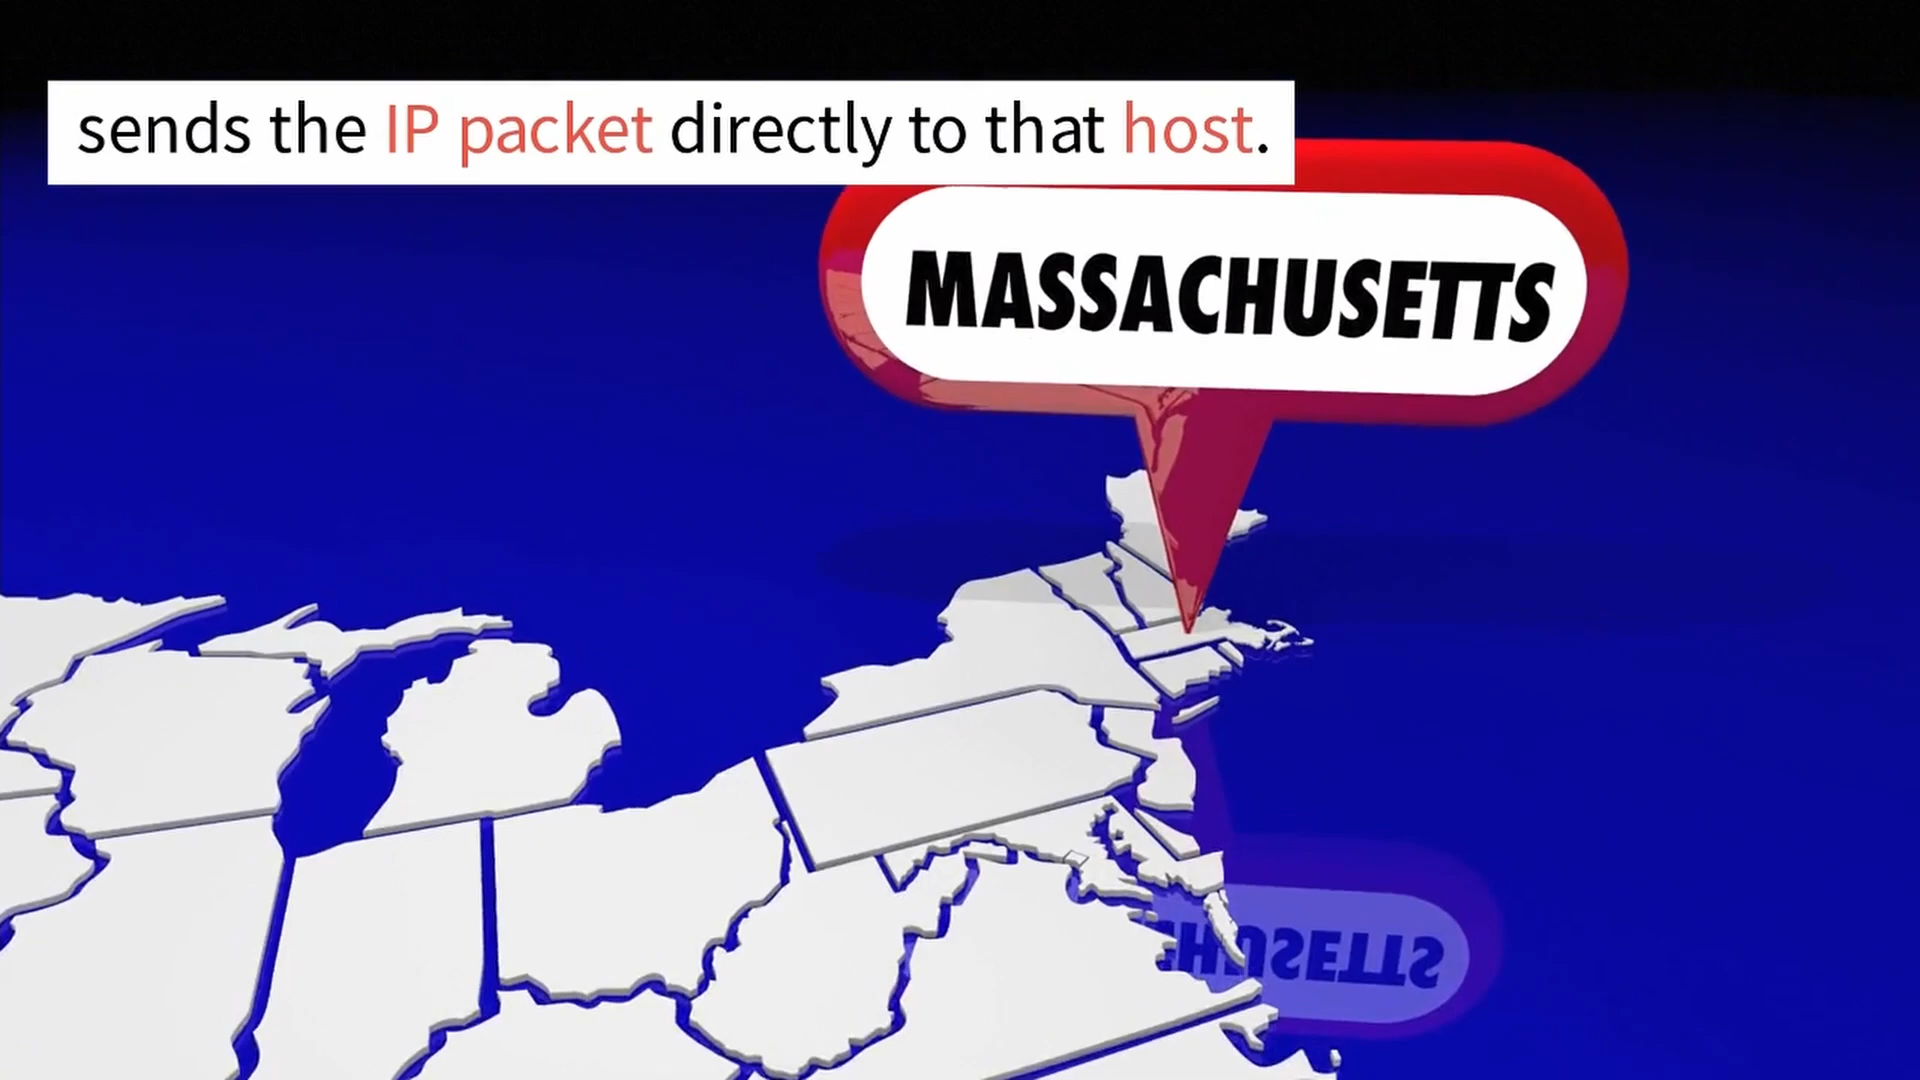 sends the IP packet directly to that host.
MASSACHUSETTS